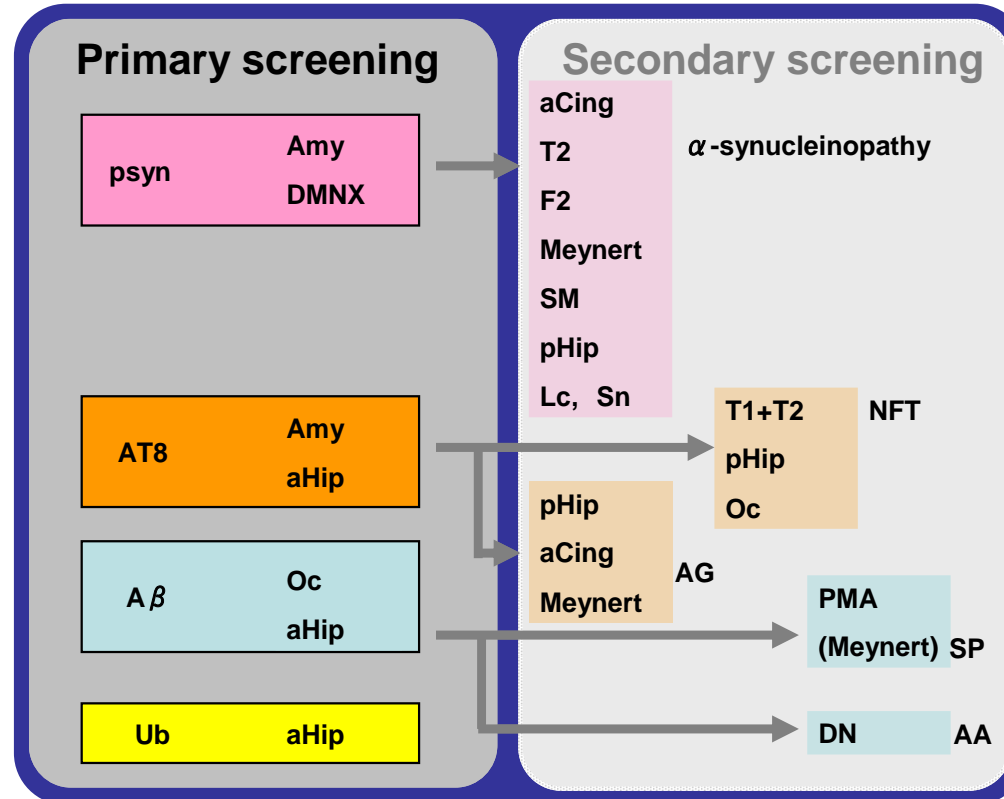 Primary screening
psyn
Amy
DMNX
AT8
Amy
aHip
Aβ
Oc
aHip
Ub
aHip
Secondary screening
aCing
T2
F2
Meynert
SM
pHip
Lc, Sn
α-synucleinopathy
T1+T2
pHip
Oc
NFT
pHip
aCing
Meynert
AG
PMA
(Meynert)
SP
DN
AA